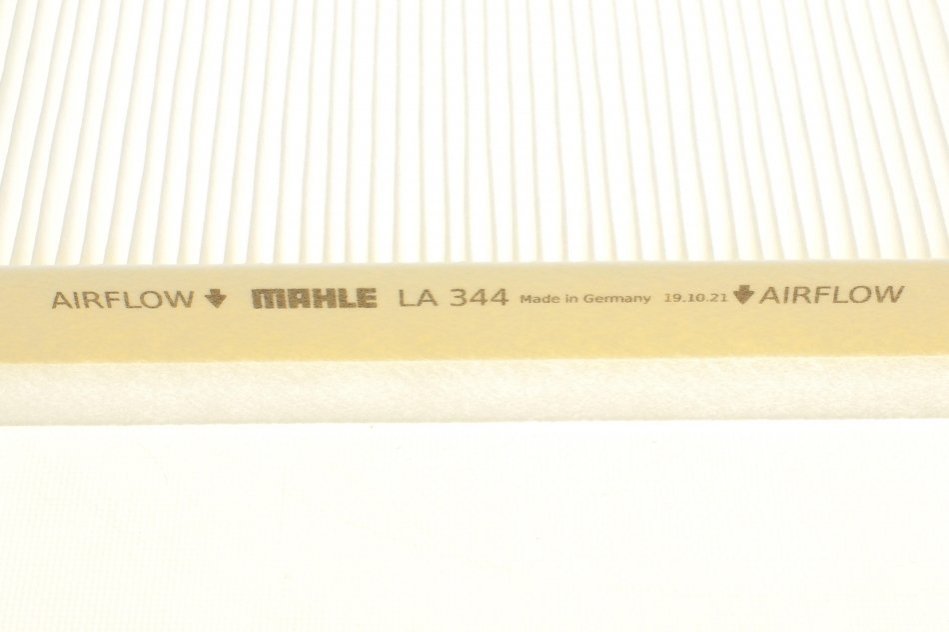 AIRFLOW MAHLE LA 344 Made in Germany 19.10.21 AIRFLOW